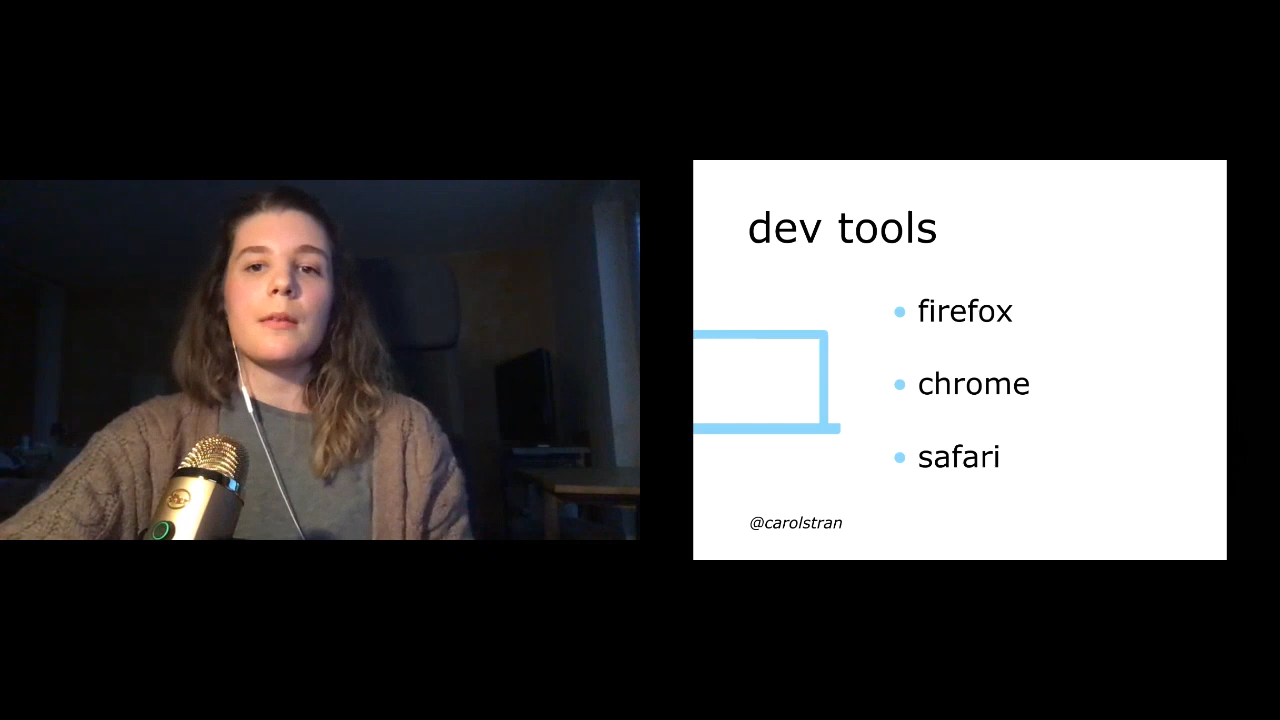 dev tools
firefox
chrome
safari
@carolstran